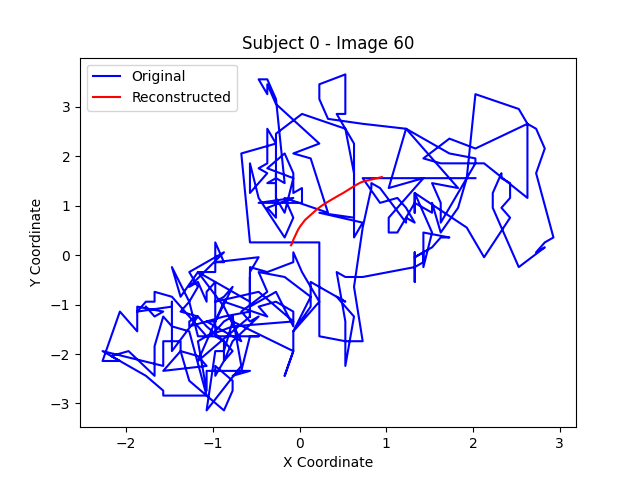 Subject 0 - Image 60
Original
Reconstructed
Y Coordinate
3
2
1
0
−1
−2
−3
−2
−1
0
1
2
3
X Coordinate